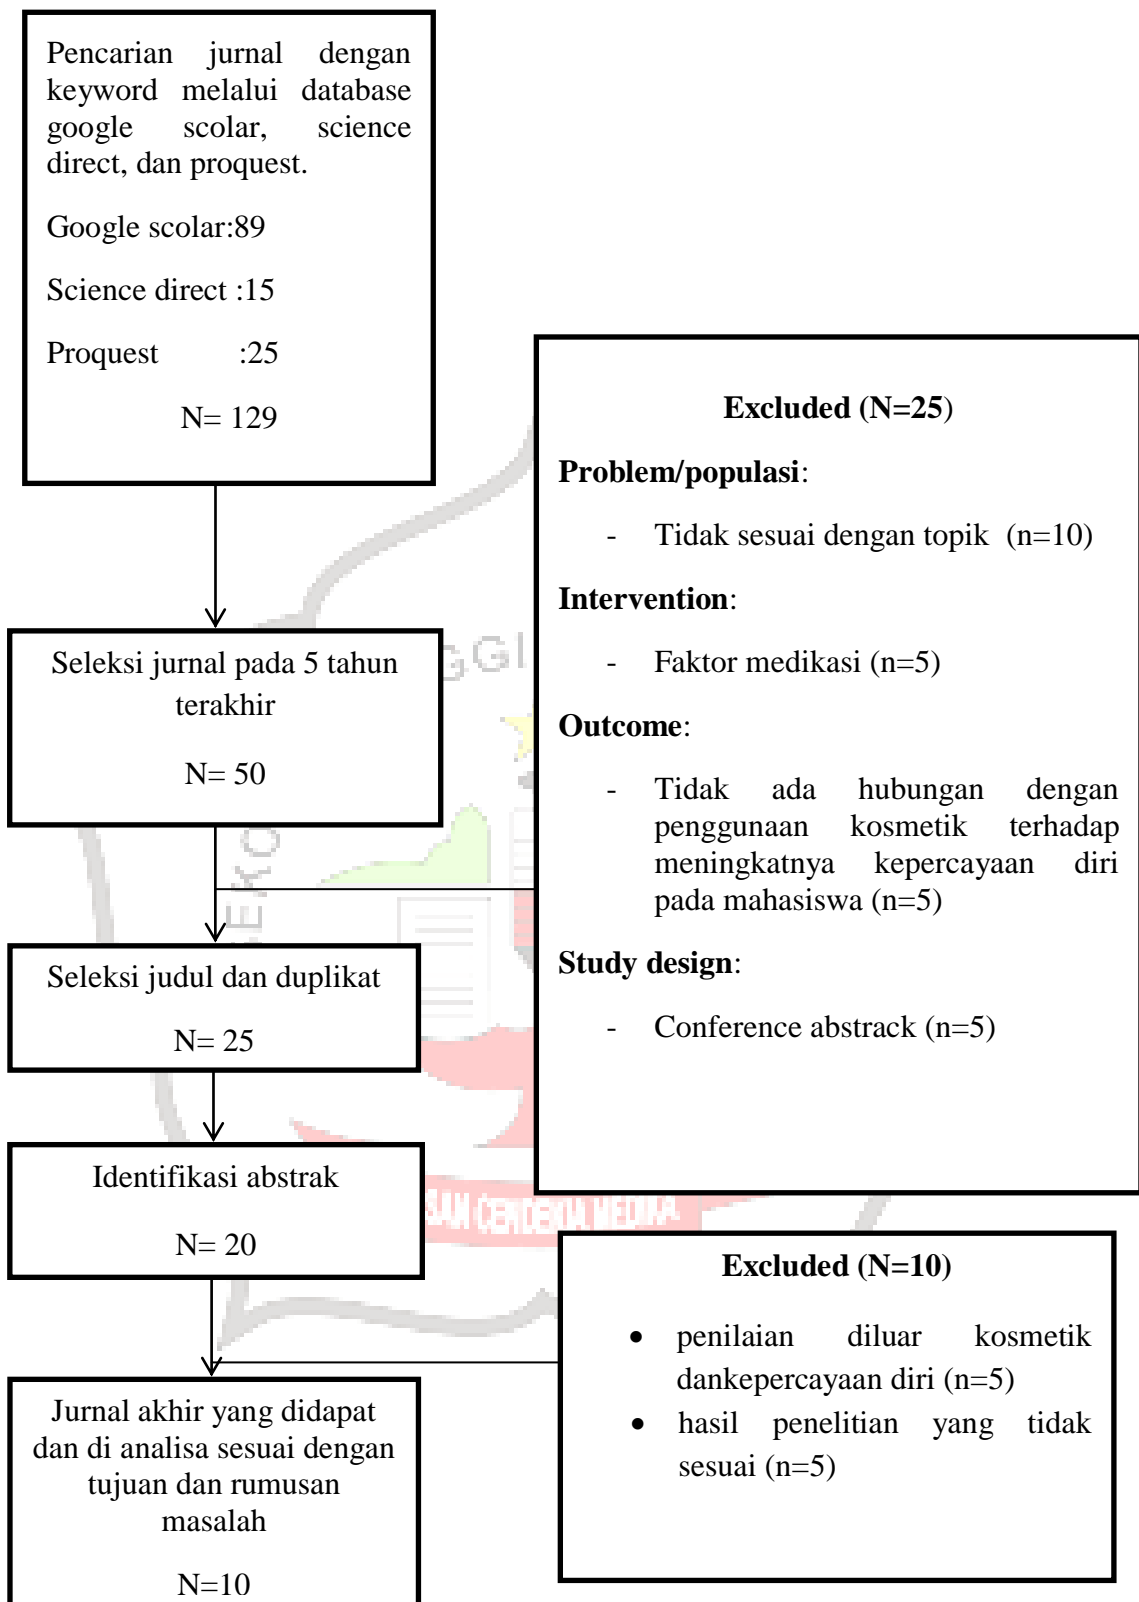 Pencarian jurnal dengan
keyword melalui database
google scolar, science
direct, dan proquest.
Google scolar:89
Science direct :15
Proquest :25
N= 129
Seleksi jurnal pada 5 tahun
terakhir
N= 50
Excluded (N=25)
Problem/populasi:
- Tidak sesuai dengan topik (n=10)
Intervention:
- Faktor medikasi (n=5)
Outcome:
- Tidak ada hubungan dengan
penggunaan kosmetik terhadap
meningkatnya kepercayaan diri
pada mahasiswa (n=5)
Study design:
- Conference abstrack (n=5)
Seleksi judul dan duplikat
N= 25
Identifikasi abstrak
N= 20
Excluded (N=10)
• penilaian diluar kosmetik
dankepercayaan diri (n=5)
• hasil penelitian yang tidak
sesuai (n=5)
Jurnal akhir yang didapat
dan di analisa sesuai dengan
tujuan dan rumusan
masalah
N=10
GGI
EKO
CENDEKIA MEDIKA